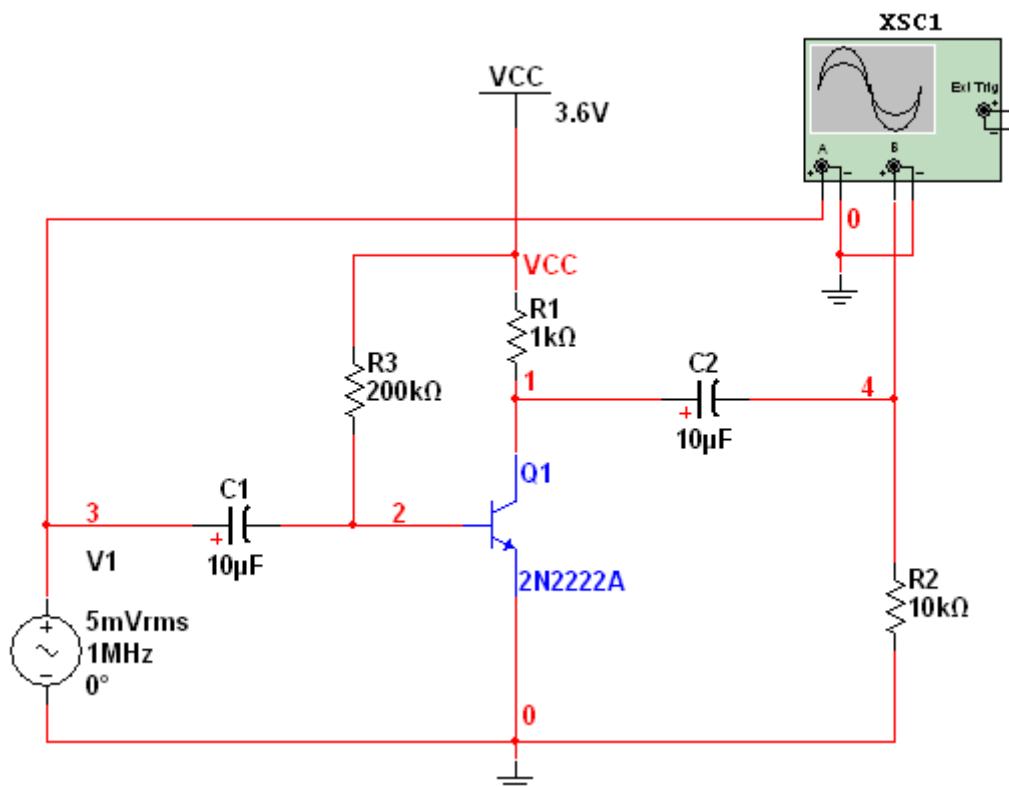 XSC1
VCC
3.6V
Ext Trig
+
-
A
B
+
-
+
-
0
VCC
R1
1kΩ
R3
200kΩ
1
C2
4
+
10µF
Q1
C1
3
2
+
10µF
V1
2N2222A
R2
10kΩ
5mVrms
1MHz
0°
0